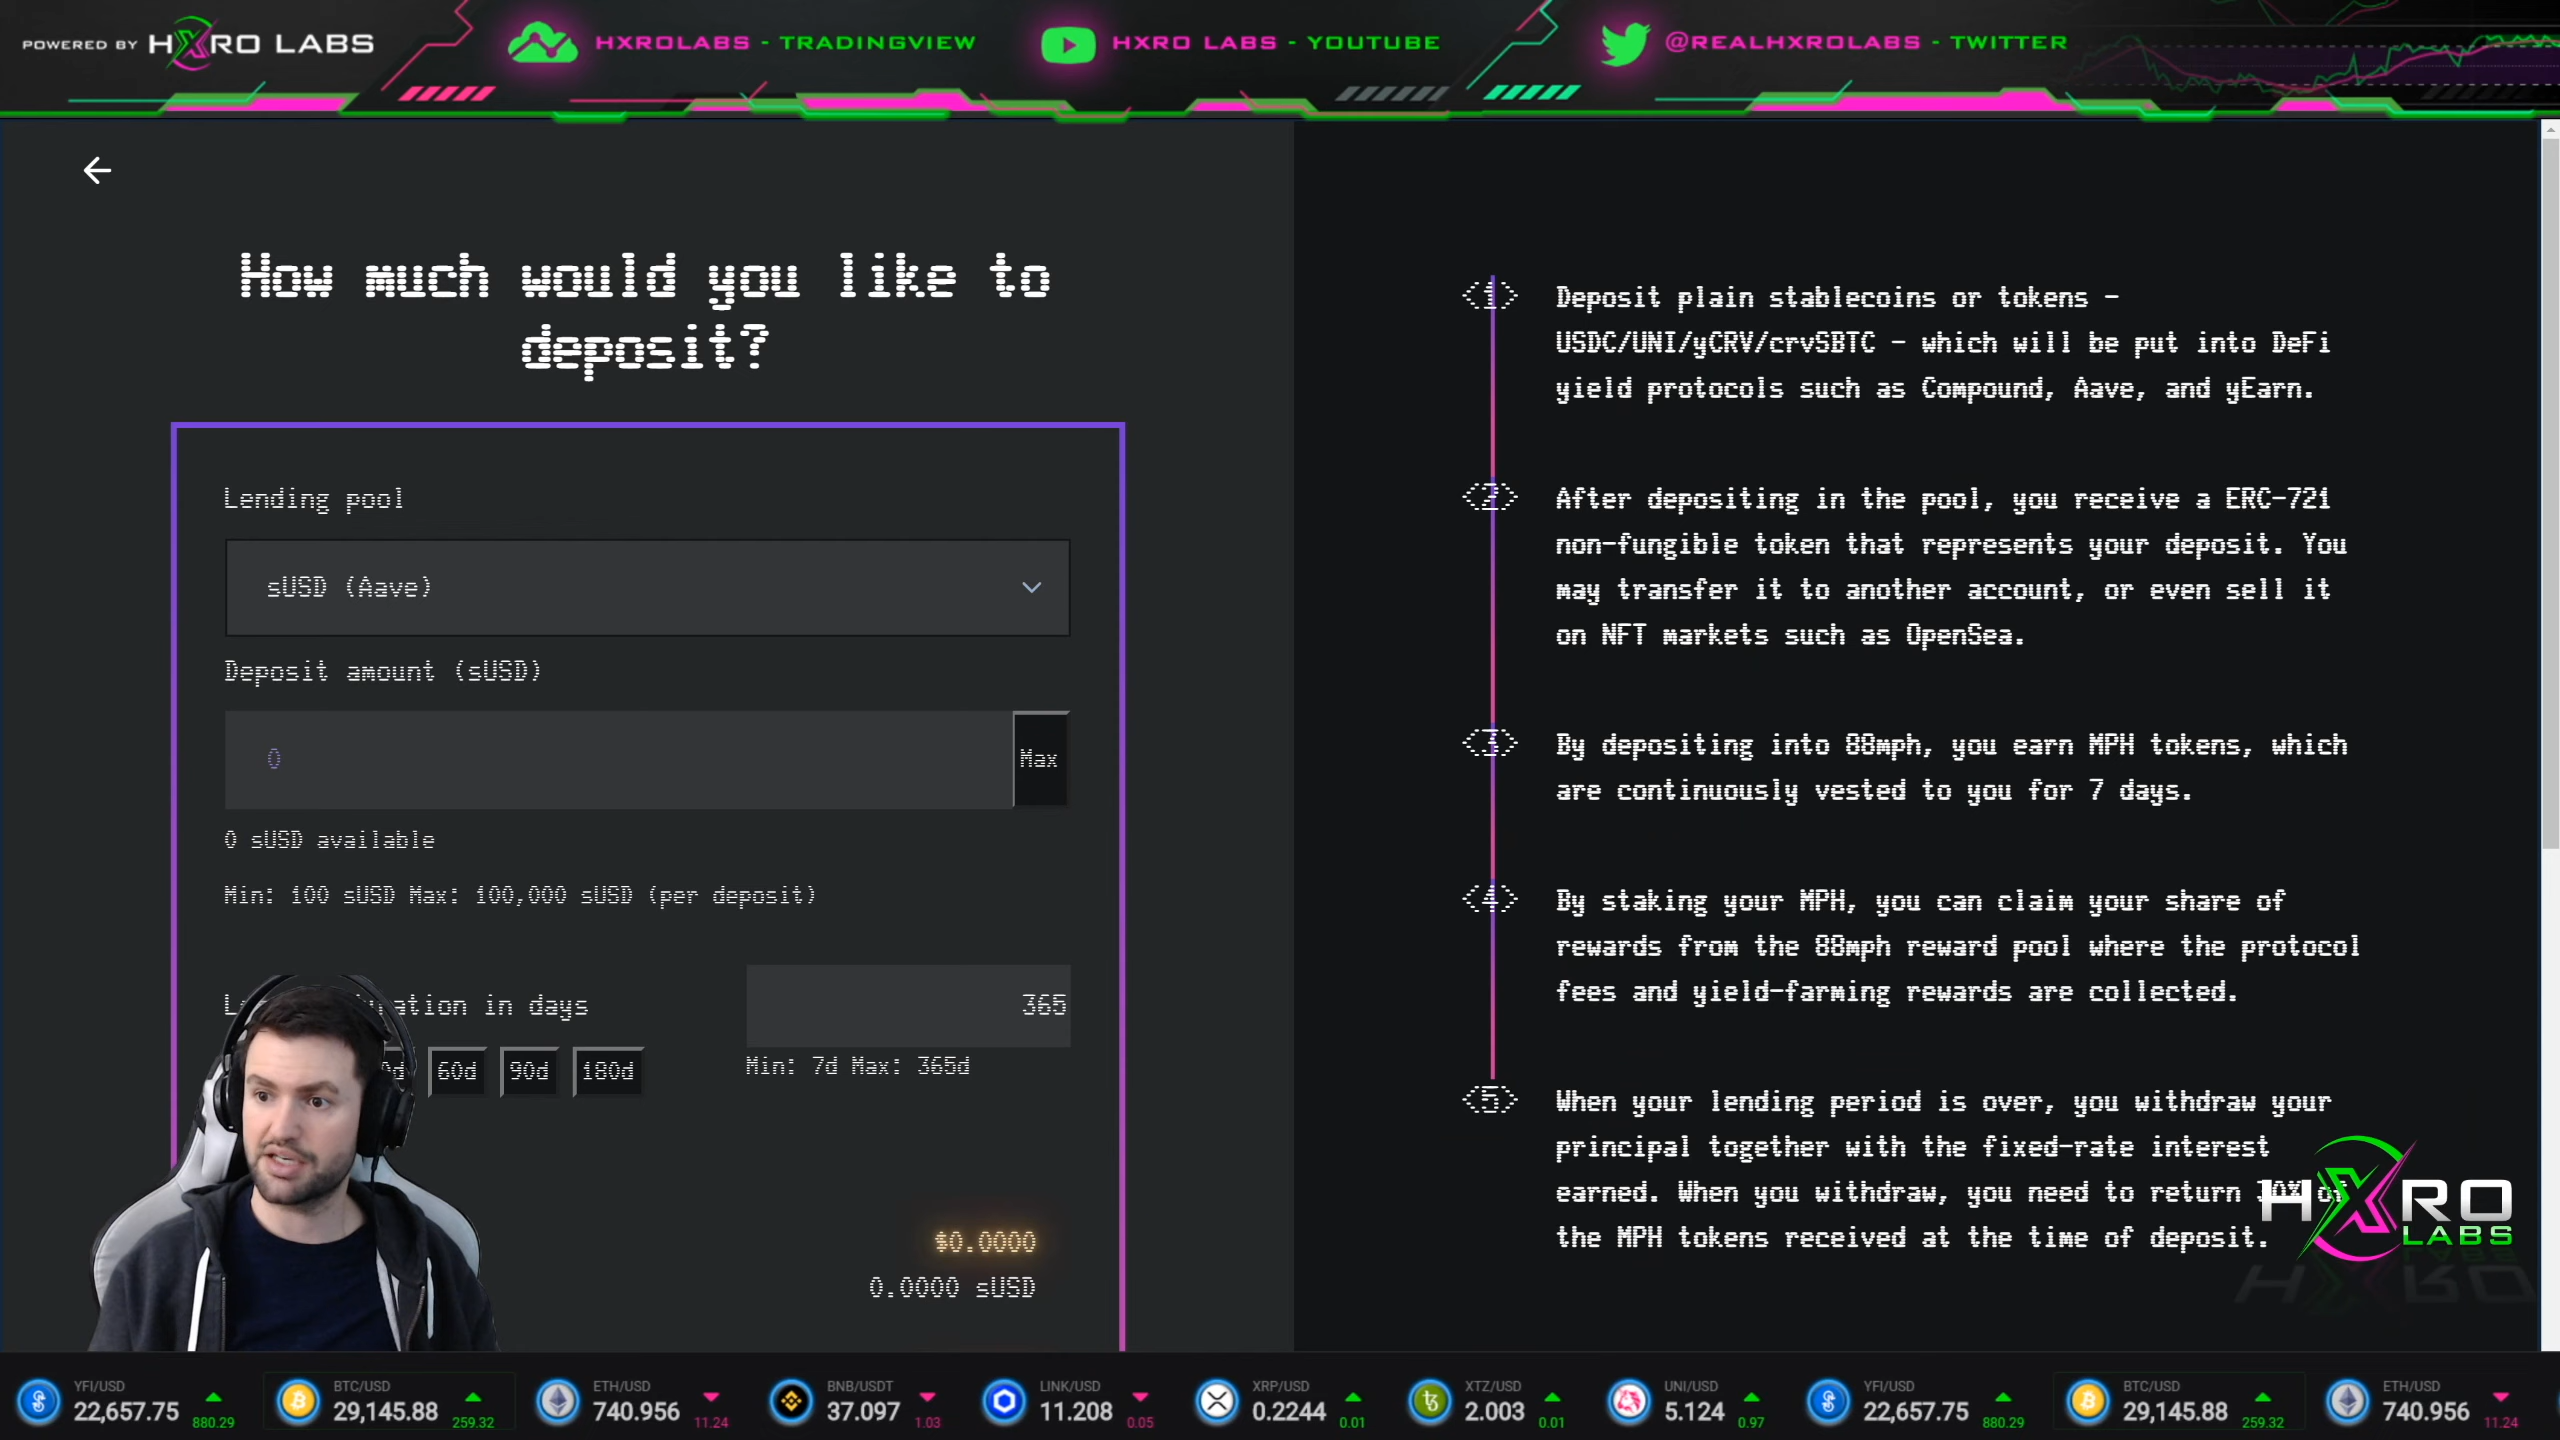 POWERED BY HXRO LABS
HXROLABS - TRADINGVIEW
HXRO LABS - YOUTUBE
@REALHXROLABS - TWITTER
How much would you like to
deposit?
Lending pool
sUSD (Aave)
Deposit amount (sUSD)
0
Max
0 sUSD available
Min: 100 sUSD Max: 100,000 sUSD (per deposit)
in days
365
60d
90d
180d
Min: 7d Max: 365d
$0.0000
0.0000 sUSD
1
Deposit plain stablecoins or tokens -
USDC/UNI/yCRV/crvSBTC - which will be put into DeFi
yield protocols such as Compound, Aave, and yEarn.
2
After depositing in the pool, you receive a ERC-721
non-fungible token that represents your deposit. You
may transfer it to another account, or even sell it
on NFT markets such as OpenSea.
3
By depositing into 88mph, you earn MPH tokens, which
are continuously vested to you for 7 days.
4
By staking your MPH, you can claim your share of
rewards from the 88mph reward pool where the protocol
fees and yield-farming rewards are collected.
5
When your lending period is over, you withdraw your
principal together with the fixed-rate interest
earned. When you withdraw, you need to return
the MPH tokens received at the time of deposit.
HXRO
LABS
YFI/USD
22,657.75
880.29
BTC/USD
29,145.88
259.32
ETH/USD
740.956
11.24
BNB/USDT
37.097
1.03
LINK/USD
11.208
0.05
XRP/USD
0.2244
0.01
XTZ/USD
2.003
0.01
UNI/USD
5.124
0.97
YFI/USD
22,657.75
880.29
BTC/USD
29,145.88
259.32
ETH/USD
740.956
11.24